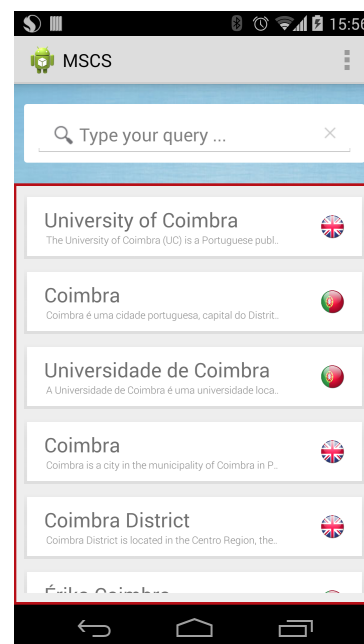 15:56
MSCS
Type your query ...
University of Coimbra
The University of Coimbra (UC) is a Portuguese publ..
Coimbra
Coimbra é uma cidade portuguesa, capital do Distrit..
Universidade de Coimbra
A Universidade de Coimbra é uma universidade loca..
Coimbra
Coimbra is a city in the municipality of Coimbra in P..
Coimbra District
Coimbra District is located in the Centro Region, the..
Érika Coimbra